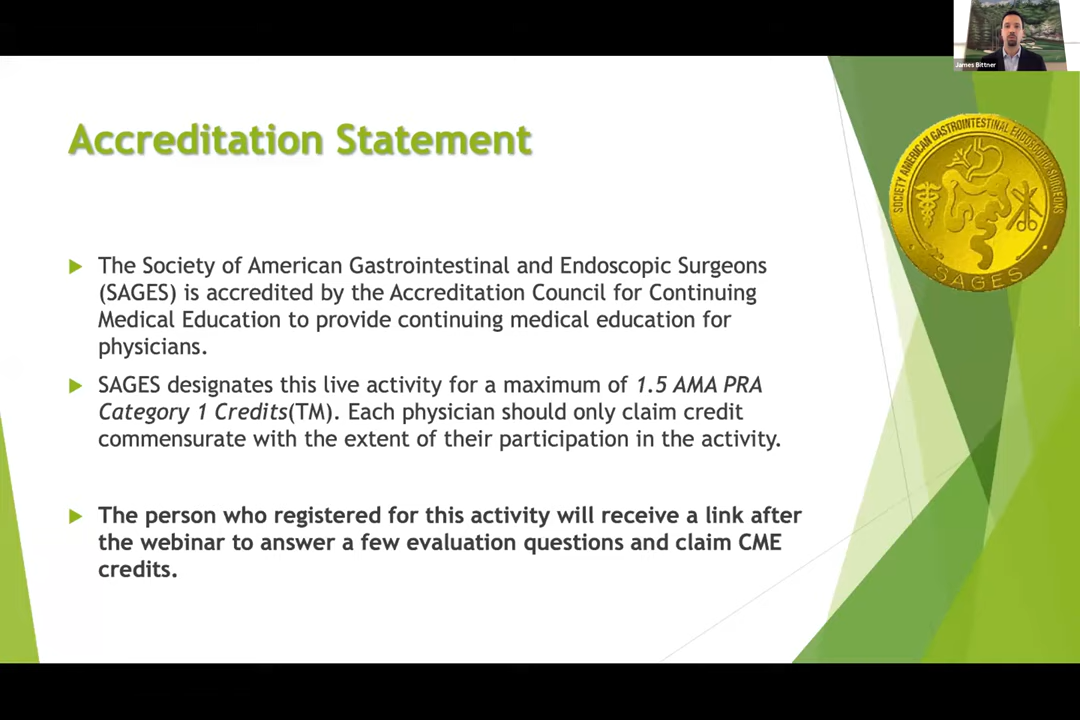 James Bittner
Accreditation Statement
SOCIETY AMERICAN GASTROINTESTINAL ENDOSCOPIC SURGEONS
SAGES
The Society of American Gastrointestinal and Endoscopic Surgeons
(SAGES) is accredited by the Accreditation Council for Continuing
Medical Education to provide continuing medical education for
physicians.
SAGES designates this live activity for a maximum of 1.5 AMA PRA
Category 1 Credits(TM). Each physician should only claim credit
commensurate with the extent of their participation in the activity.
The person who registered for this activity will receive a link after
the webinar to answer a few evaluation questions and claim CME
credits.